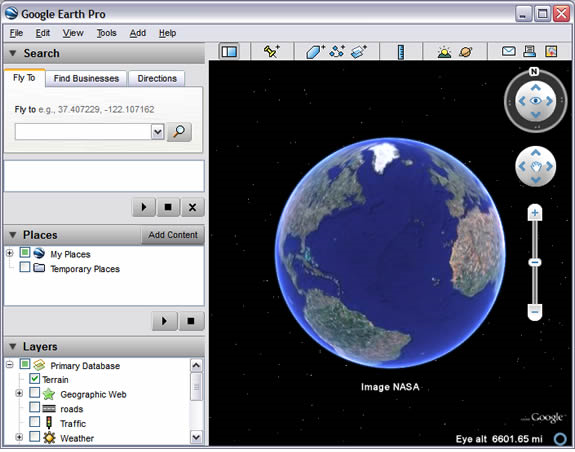 Google Earth Pro
File Edit View Tools Add Help
Search
Fly To Find Businesses Directions
Fly to e.g., 37.407229, -122.107162
N
Places Add Content
My Places
Temporary Places
Layers
Primary Database
Terrain
Geographic Web
roads
Traffic
Weather
Image NASA
Google
Eye alt 6601.65 mi